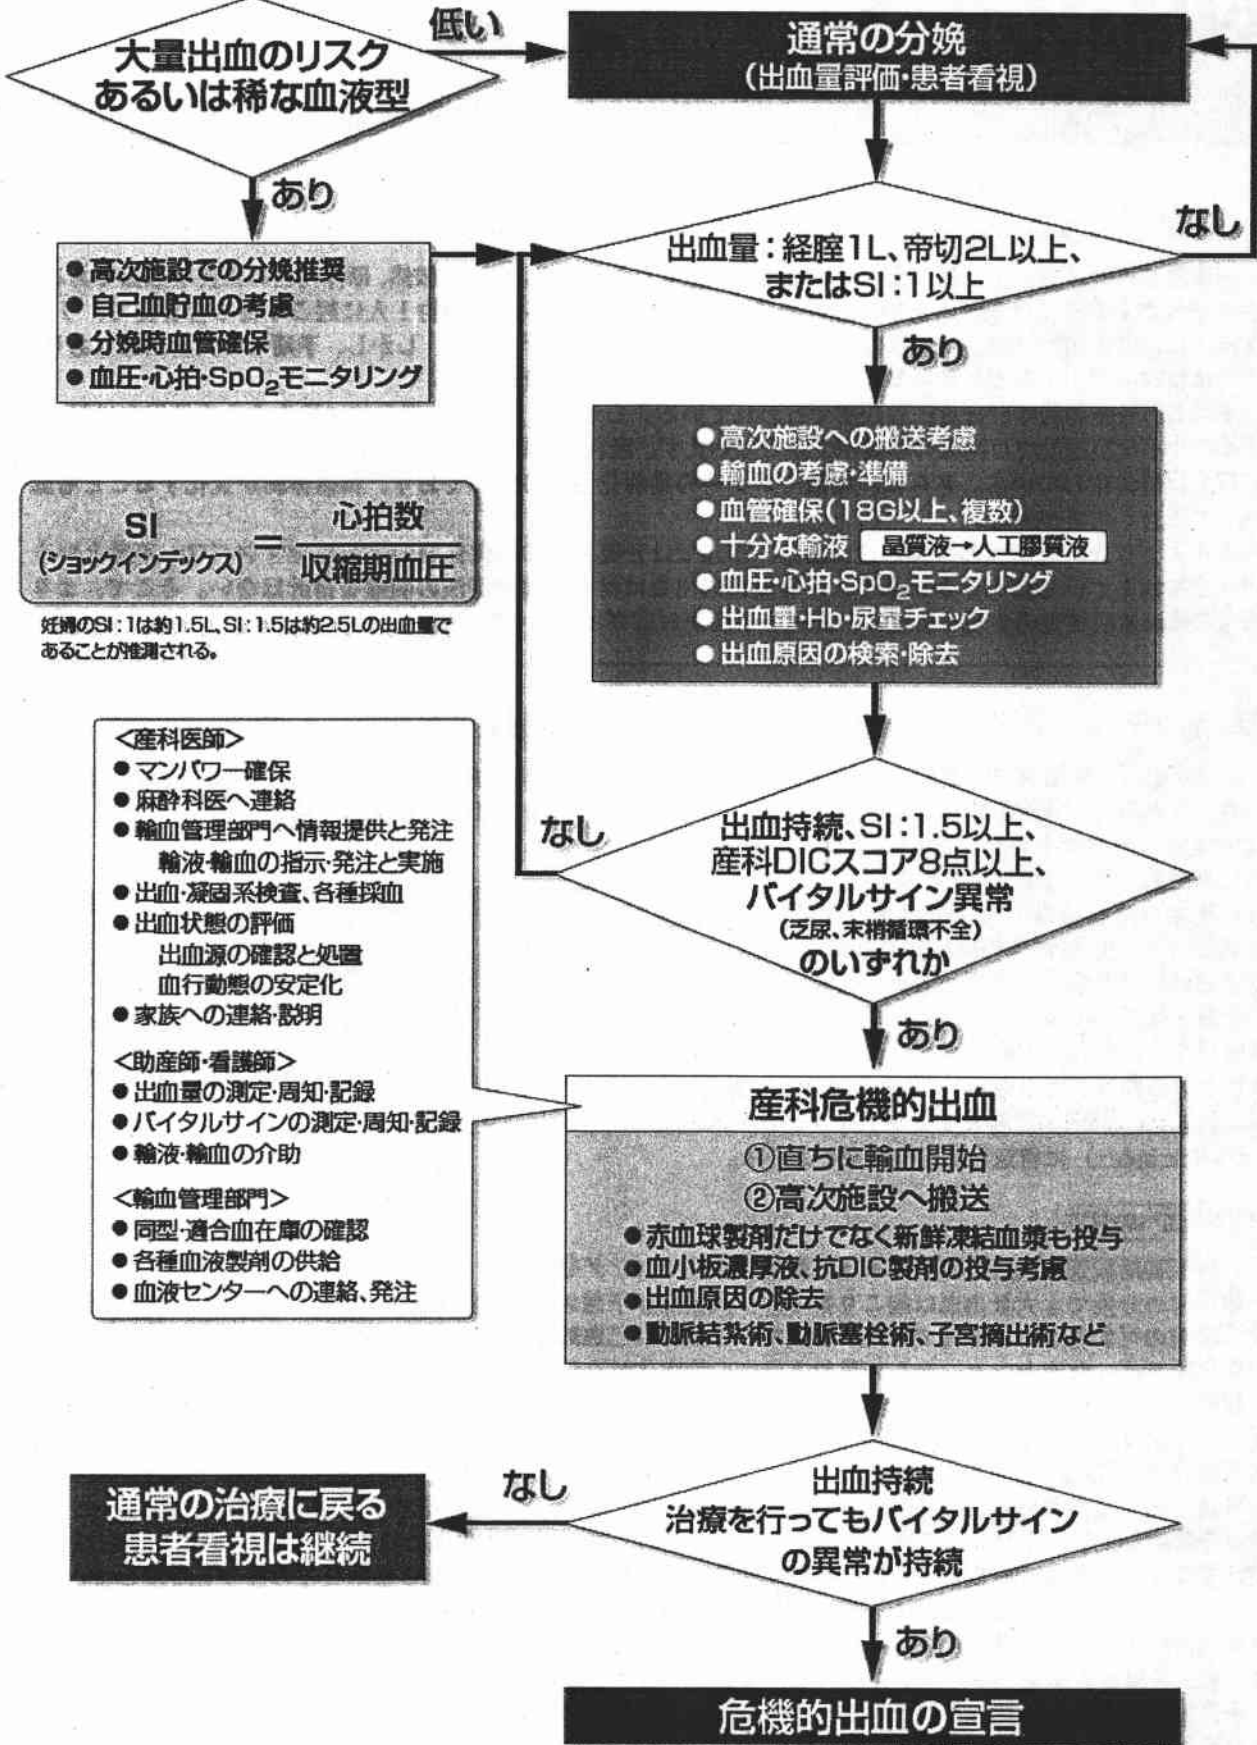 大量出血のリスク
あるいは稀な血液型
低い
通常の分娩
(出血量評価・患者看視)
あり
なし
● 高次施設での分娩推奨
● 自己血貯血の考慮
● 分娩時血管確保
● 血圧・心拍・SpO2モニタリング
出血量:経腟1L、帝切2L以上、
またはSI:1以上
あり
SI
(ショックインデックス)
=
心拍数
収縮期血圧
妊婦のSI:1は約1.5L、SI:1.5は約2.5Lの出血量で
あることが推測される。
● 高次施設への搬送考慮
● 輸血の考慮・準備
● 血管確保(18G以上、複数)
● 十分な輸液 晶質液→人工膠質液
● 血圧・心拍・SpO2モニタリング
● 出血量・Hb・尿量チェック
● 出血原因の検索・除去
なし
出血持続、SI:1.5以上、
産科DICスコア8点以上、
バイタルサイン異常
(乏尿、末梢循環不全)
のいずれか
あり
<産科医師>
● マンパワー確保
● 麻酔科医へ連絡
● 輸血管理部門へ情報提供と発注
輸液・輸血の指示・発注と実施
● 出血・凝固系検査、各種採血
● 出血状態の評価
出血源の確認と処置
血行動態の安定化
● 家族への連絡・説明
<助産師・看護師>
● 出血量の測定・周知・記録
● バイタルサインの測定・周知・記録
● 輸液・輸血の介助
<輸血管理部門>
● 同型・適合血在庫の確認
● 各種血液製剤の供給
● 血液センターへの連絡、発注
産科危機的出血
①直ちに輸血開始
②高次施設へ搬送
● 赤血球製剤だけでなく新鮮凍結血漿も投与
● 血小板濃厚液、抗DIC製剤の投与考慮
● 出血原因の除去
● 動脈結紮術、動脈塞栓術、子宮摘出術など
なし
出血持続
治療を行ってもバイタルサイン
の異常が持続
通常の治療に戻る
患者看視は継続
あり
危機的出血の宣言